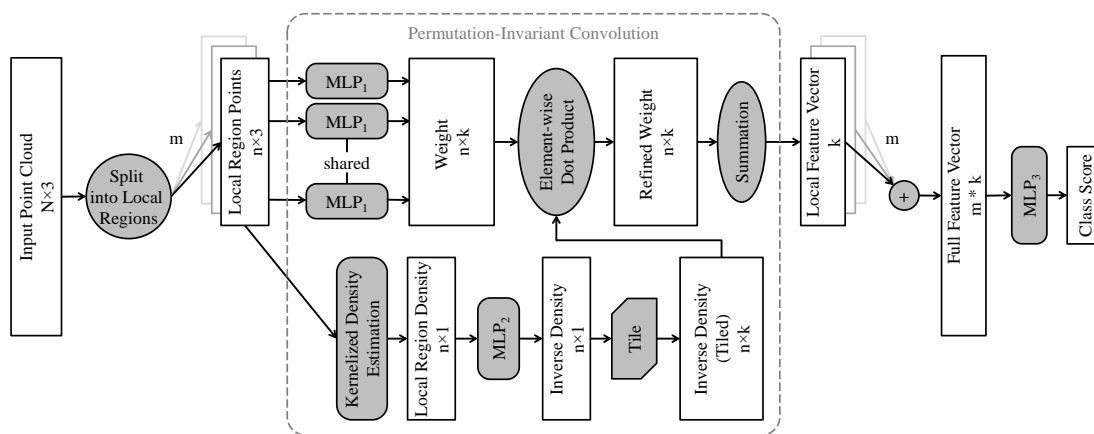 Permutation-Invariant Convolution
Input Point Cloud
N×3
Split
into Local
Regions
m
Local Region Points
n×3
MLP₁
MLP₁
shared
MLP₁
Weight
n×k
Element-wise
Dot Product
Refined Weight
n×k
Summation
Local Feature Vector
k
m
+
Full Feature Vector
m * k
MLP₃
Class Score
Kernelized Density
Estimation
Local Region Density
n×1
MLP₂
Inverse Density
n×1
Tile
Inverse Density
(Tiled)
n×k